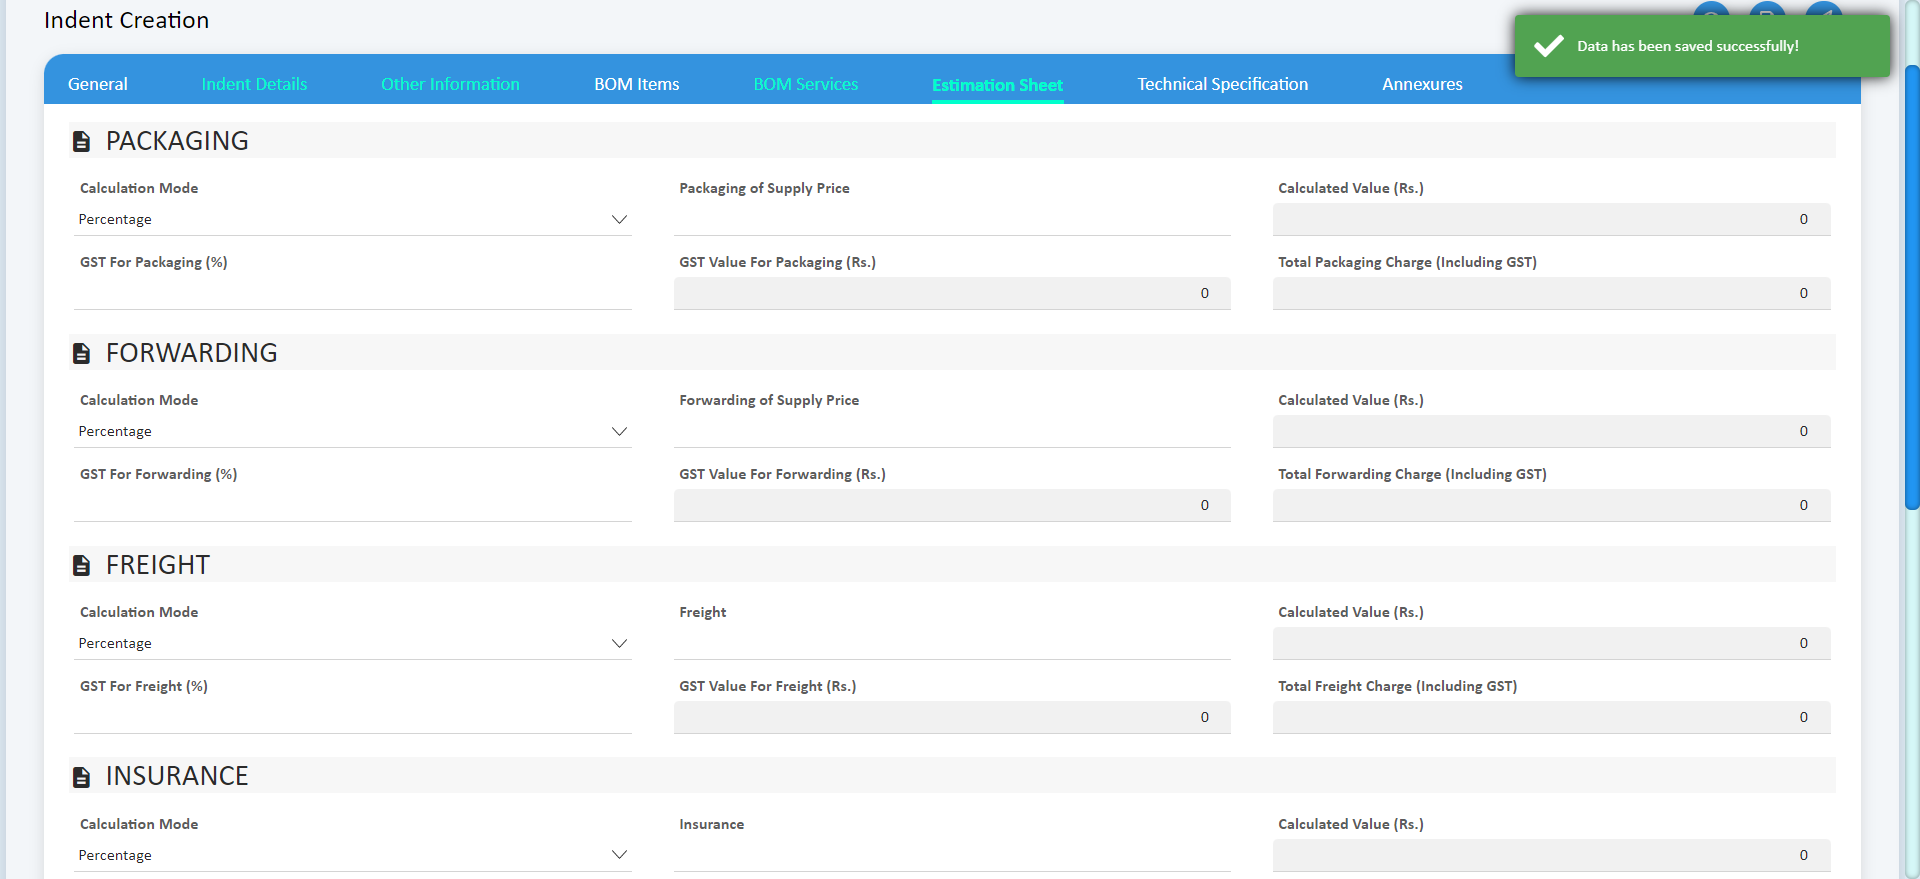 Indent Creation
Data has been saved successfully!
General Indent Details Other Information BOM Items BOM Services Estimation Sheet Technical Specification Annexures
PACKAGING
Calculation Mode Packaging of Supply Price Calculated Value (Rs.)
Percentage 0
GST For Packaging (%) GST Value For Packaging (Rs.) Total Packaging Charge (Including GST)
0 0
FORWARDING
Calculation Mode Forwarding of Supply Price Calculated Value (Rs.)
Percentage 0
GST For Forwarding (%) GST Value For Forwarding (Rs.) Total Forwarding Charge (Including GST)
0 0
FREIGHT
Calculation Mode Freight Calculated Value (Rs.)
Percentage 0
GST For Freight (%) GST Value For Freight (Rs.) Total Freight Charge (Including GST)
0 0
INSURANCE
Calculation Mode Insurance Calculated Value (Rs.)
Percentage 0